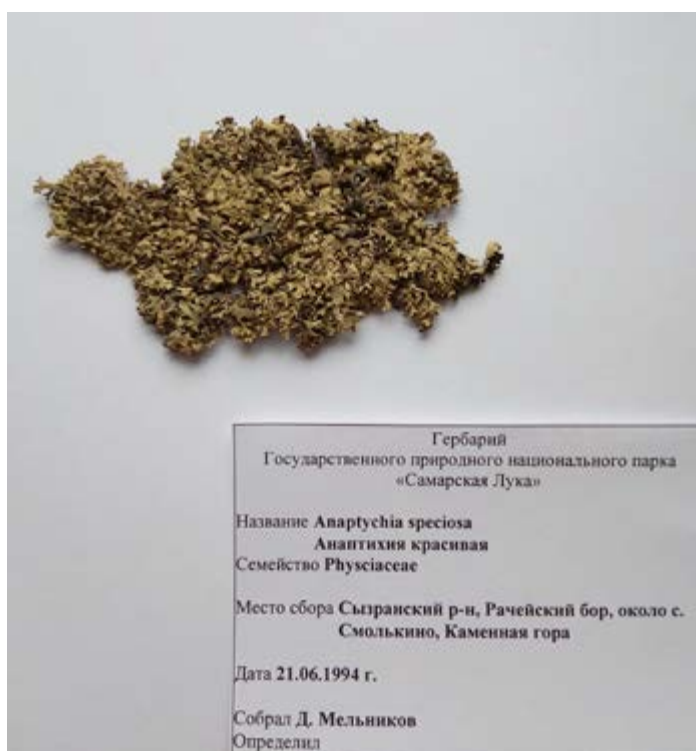 Гербарий
Государственного природного национального парка
«Самарская Лука»
Название Anaptychia speciosa
Анаптихия красивая
Семейство Physciaceae
Место сбора Сызранский р-н, Рачейский бор, около с.
Смолькино, Каменная гора
Дата 21.06.1994 г.
Собрал Д. Мельников
Определил